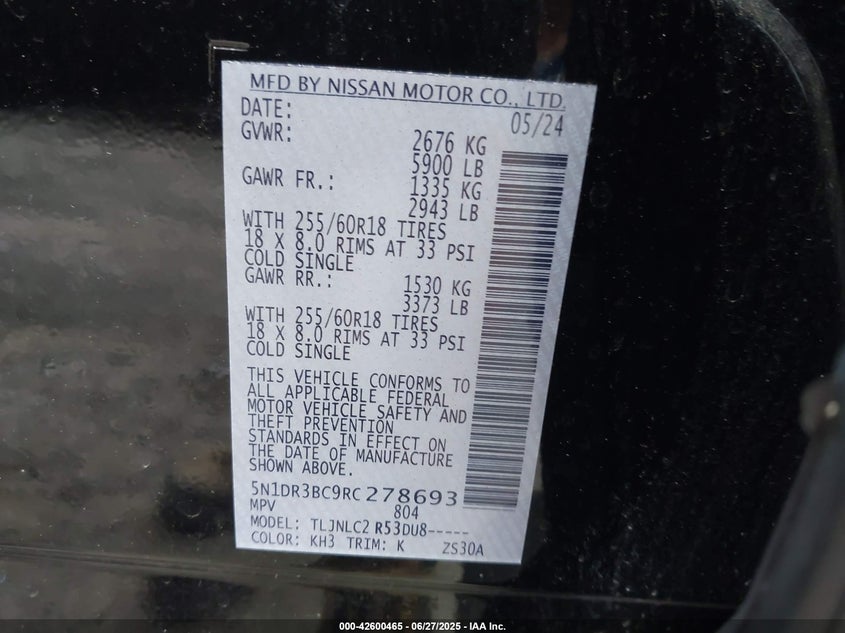 MFD BY NISSAN MOTOR CO., LTD.
DATE: 05/24
GVWR: 2676 KG
5900 LB
GAWR FR.: 1335 KG
2943 LB
WITH 255/60R18 TIRES
18 X 8.0 RIMS AT 33 PSI
COLD SINGLE
GAWR RR.: 1530 KG
3373 LB
WITH 255/60R18 TIRES
18 X 8.0 RIMS AT 33 PSI
COLD SINGLE
THIS VEHICLE CONFORMS TO
ALL APPLICABLE FEDERAL
MOTOR VEHICLE SAFETY AND
THEFT PREVENTION
STANDARDS IN EFFECT ON
THE DATE OF MANUFACTURE
SHOWN ABOVE.
5N1DR3BC9RC278693
MPV 804
MODEL: TLJNLC2 R53DU8-----
COLOR: KH3 TRIM: K ZS30A
000-42600465 - 06/27/2025 - IAA Inc.